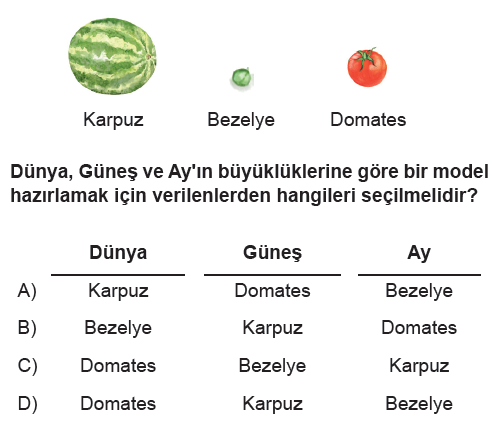 Karpuz Bezelye Domates
Dünya, Güneş ve Ay'ın büyüklüklerine göre bir model
hazırlamak için verilenlerden hangileri seçilmelidir?
Dünya Güneş Ay
A) Karpuz Domates Bezelye
B) Bezelye Karpuz Domates
C) Domates Bezelye Karpuz
D) Domates Karpuz Bezelye